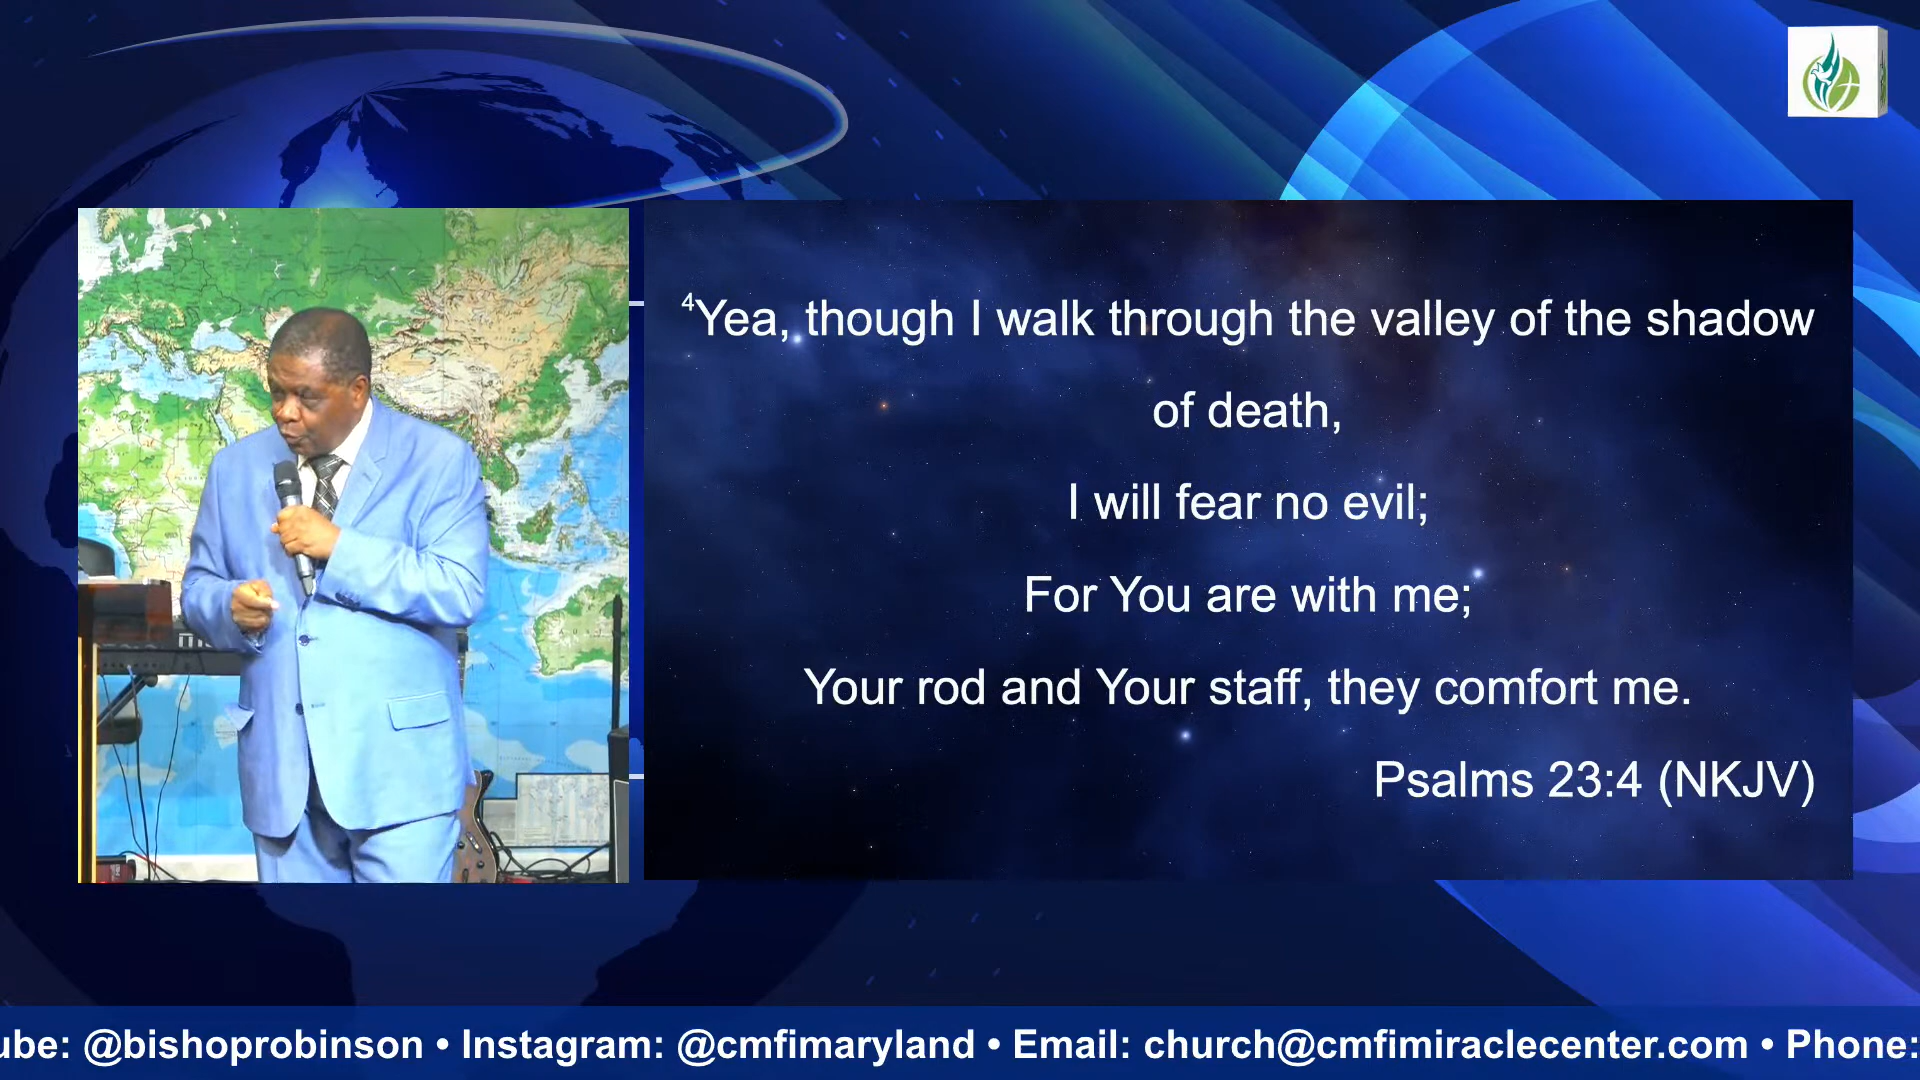 4Yea, though I walk through the valley of the shadow
of death,
I will fear no evil;
For You are with me;
Your rod and Your staff, they comfort me.
Psalms 23:4 (NKJV)
ube: @bishoprobinson • Instagram: @cmfimaryland • Email: church@cmfimiraclecenter.com • Phone: